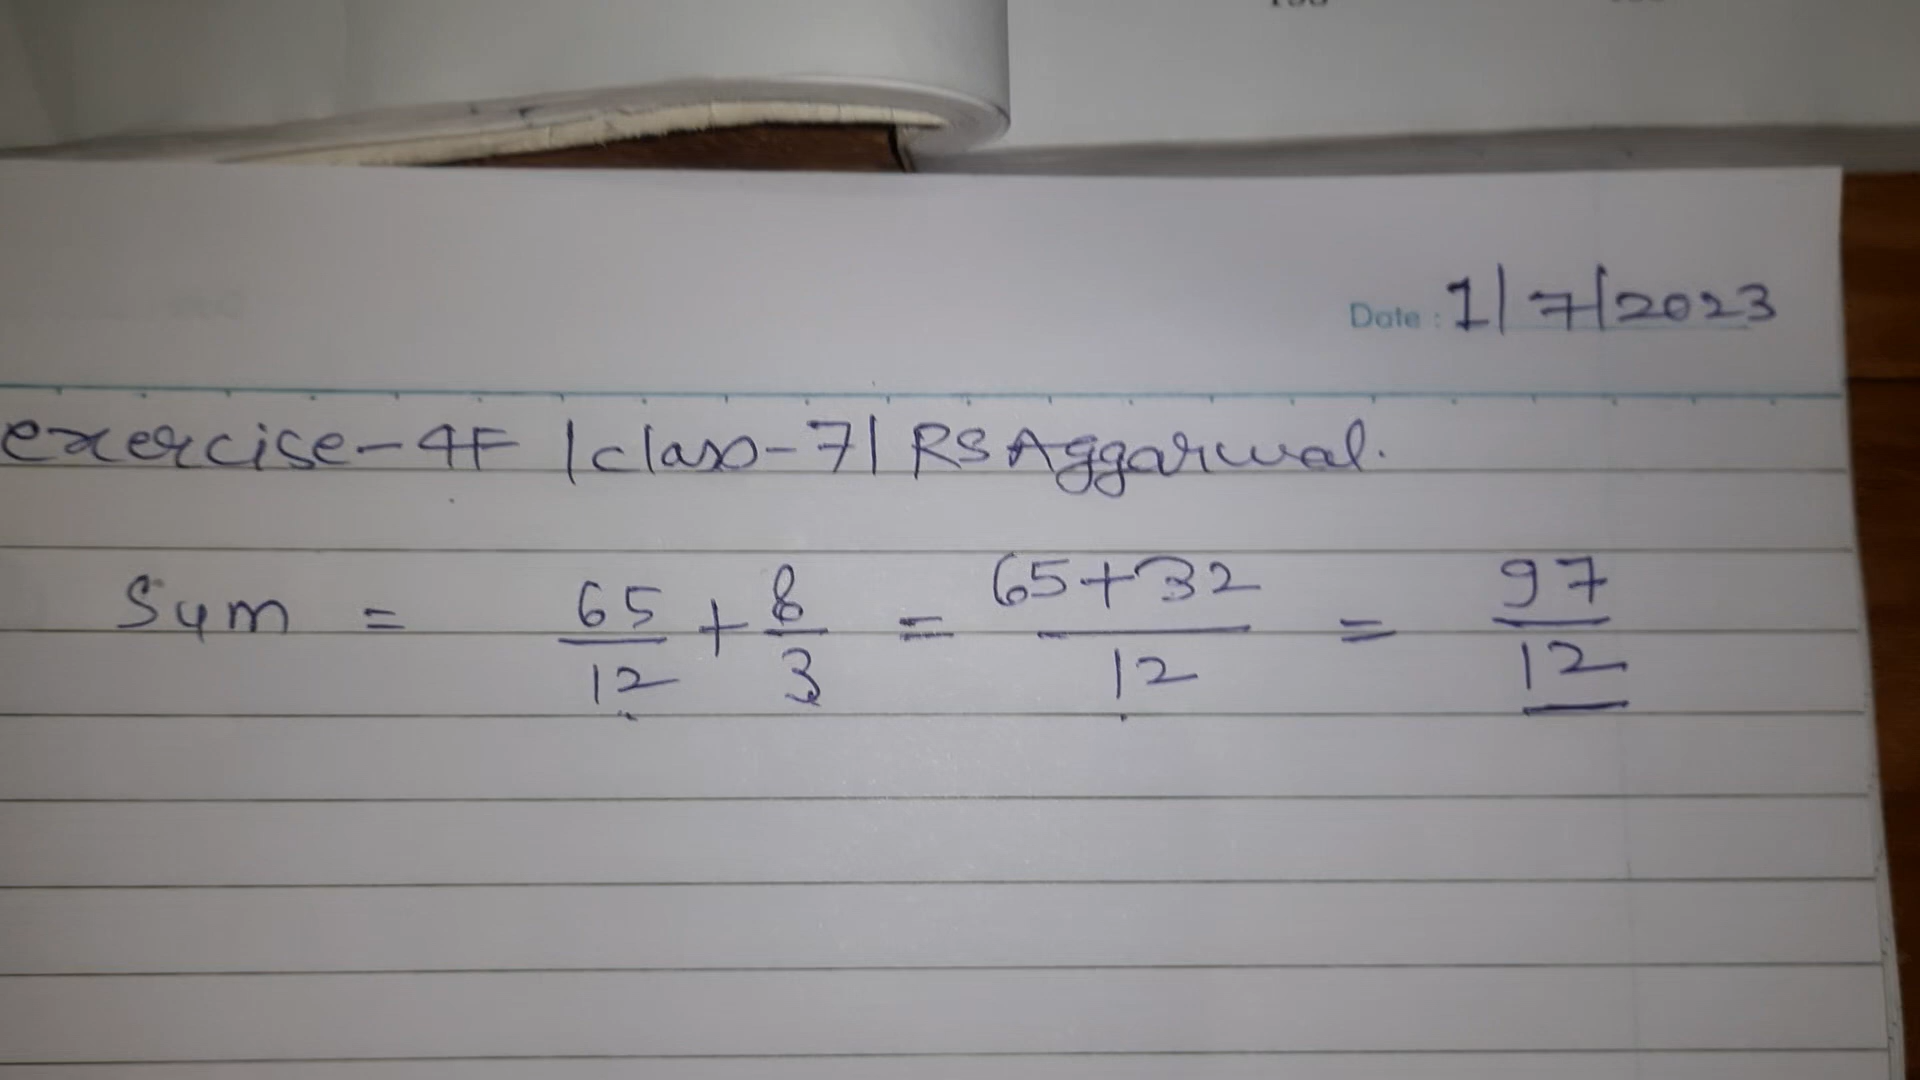 Date : 1/7/2023
exercise-4F |class-7| RS Aggarwal.
Sum = 65/12 + 8/3 = 65+32/12 = 97/12